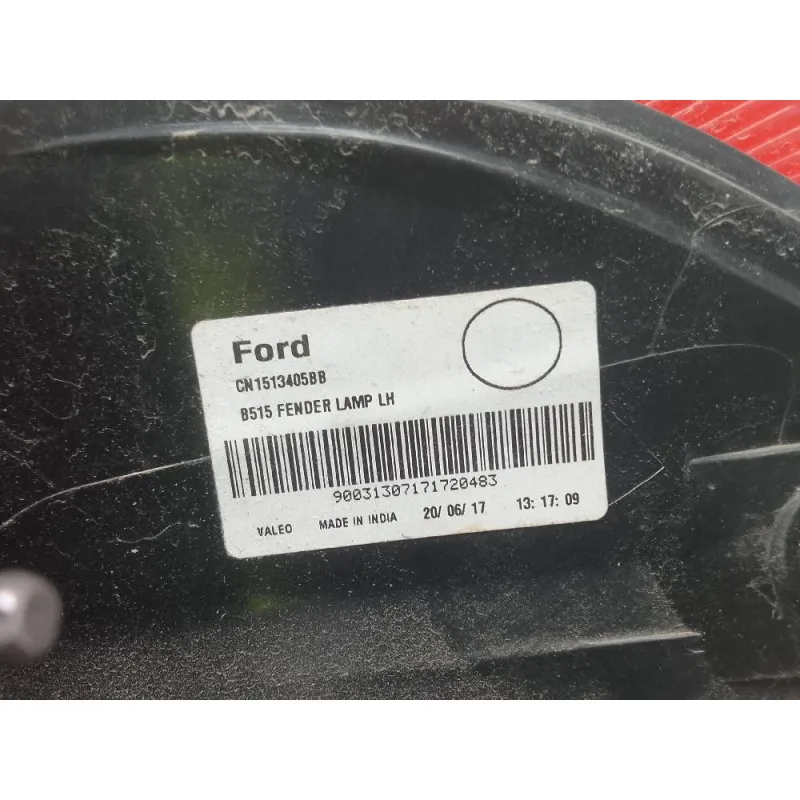 Ford
CN1513405BB
B515 FENDER LAMP LH
90031307171720483
VALEO MADE IN INDIA 20/ 06/ 17 13: 17: 09